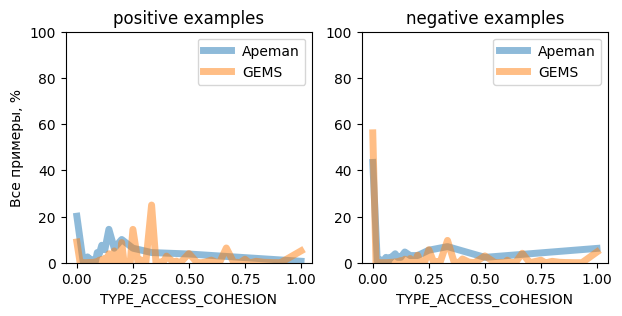 positive examples
negative examples
Все примеры, %
100
80
60
40
20
0
Apeman
GEMS
0.00 0.25 0.50 0.75 1.00
TYPE_ACCESS_COHESION
100
80
60
40
20
0
Apeman
GEMS
0.00 0.25 0.50 0.75 1.00
TYPE_ACCESS_COHESION